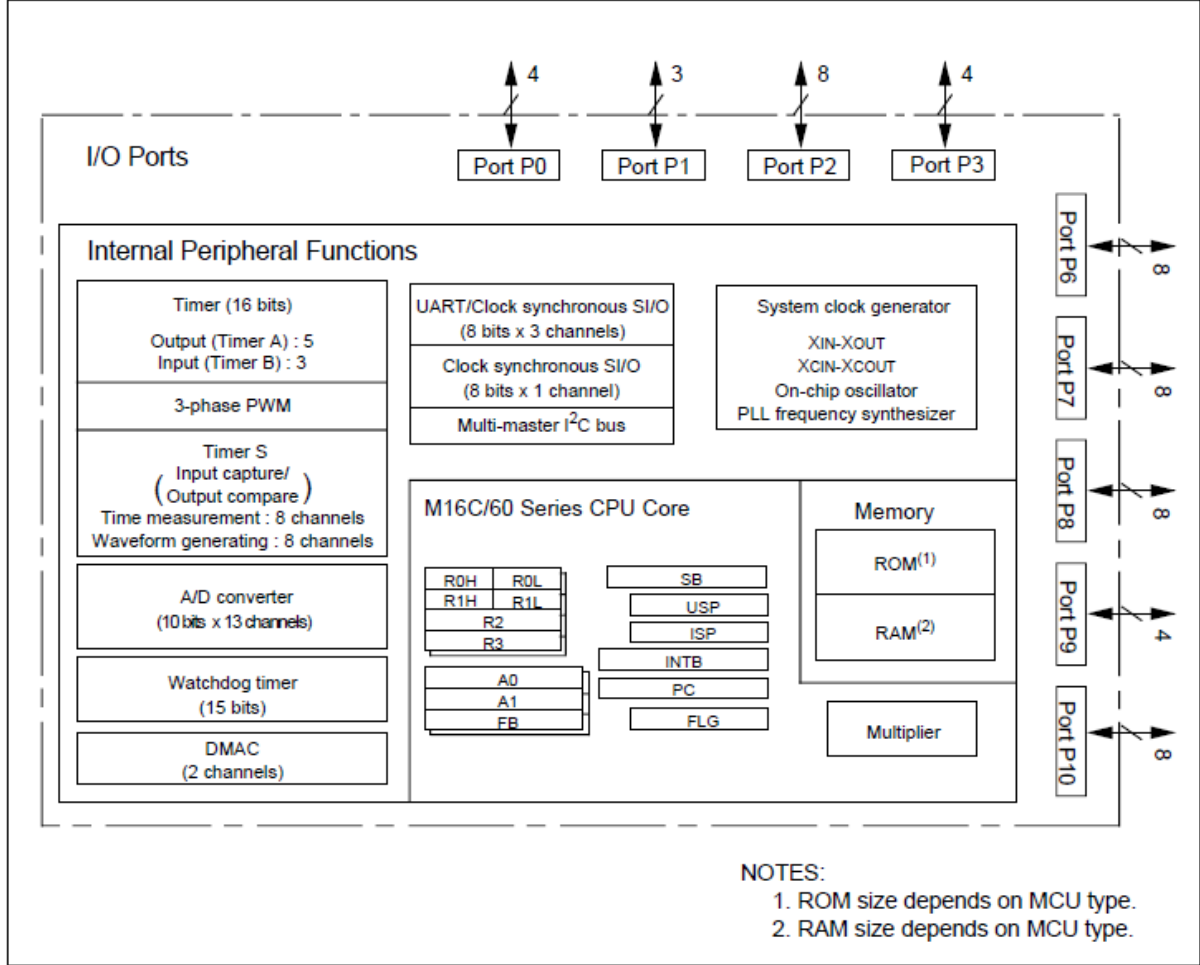 4
3
8
4
I/O Ports
Port P0
Port P1
Port P2
Port P3
Port P6
8
Port P7
8
Port P8
8
Port P9
4
Port P10
8
Internal Peripheral Functions
Timer (16 bits)
Output (Timer A) : 5
Input (Timer B) : 3
3-phase PWM
Timer S
( Input capture/
Output compare )
Time measurement : 8 channels
Waveform generating : 8 channels
A/D converter
(10 bits x 13 channels)
Watchdog timer
(15 bits)
DMAC
(2 channels)
UART/Clock synchronous SI/O
(8 bits x 3 channels)
Clock synchronous SI/O
(8 bits x 1 channel)
Multi-master I²C bus
System clock generator
XIN-XOUT
XCIN-XCOUT
On-chip oscillator
PLL frequency synthesizer
M16C/60 Series CPU Core
R0H R0L
R1H R1L
R2
R3
A0
A1
FB
SB
USP
ISP
INTB
PC
FLG
Memory
ROM(1)
RAM(2)
Multiplier
NOTES:
1. ROM size depends on MCU type.
2. RAM size depends on MCU type.